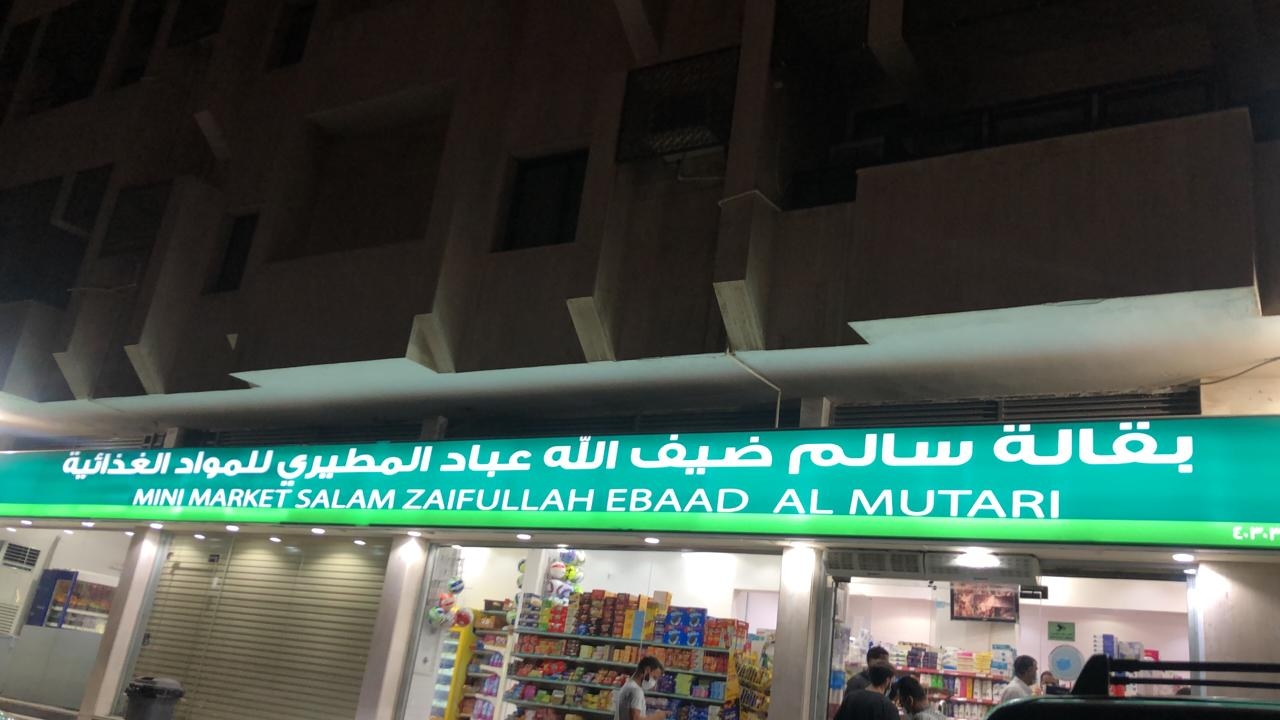 بقالة سالم ضيف الله عباد المطيري للمواد الغذائية
MINI MARKET SALAM ZAIFULLAH EBAAD AL MUTARI